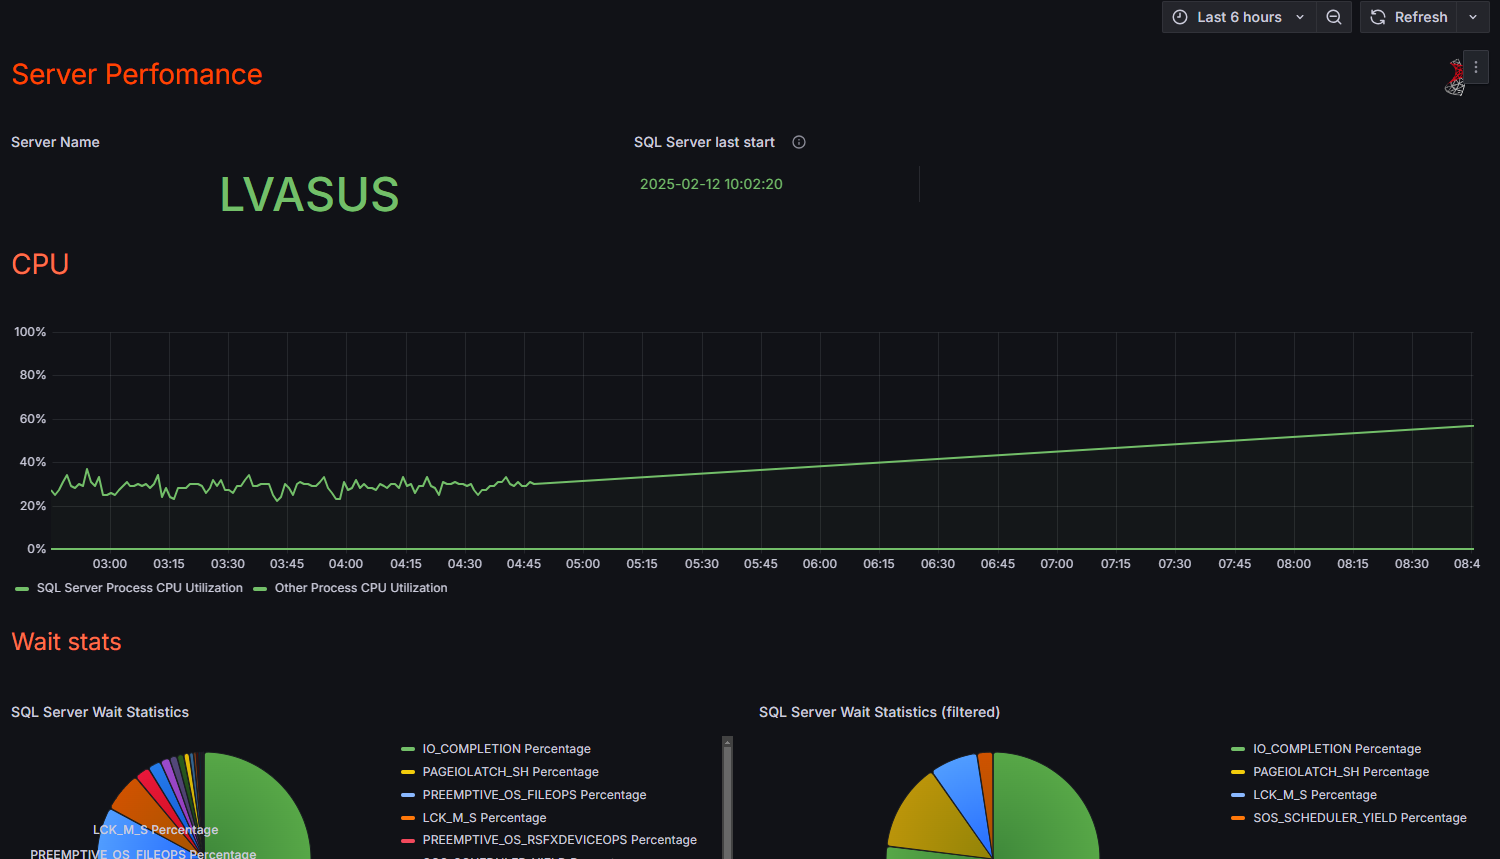 Last 6 hours
Refresh
Server Perfomance
Server Name
SQL Server last start
LVASUS
2025-02-12 10:02:20
CPU
100%
80%
60%
40%
20%
0%
03:00 03:15 03:30 03:45 04:00 04:15 04:30 04:45 05:00 05:15 05:30 05:45 06:00 06:15 06:30 06:45 07:00 07:15 07:30 07:45 08:00 08:15 08:30 08:4
SQL Server Process CPU Utilization Other Process CPU Utilization
Wait stats
SQL Server Wait Statistics
IO_COMPLETION Percentage
PAGEIOLATCH_SH Percentage
PREEMPTIVE_OS_FILEOPS Percentage
LCK_M_S Percentage
PREEMPTIVE_OS_RSFXDEVICEOPS Percentage
LCK_M_S Percentage
PREEMPTIVE_OS_FILEOPS Percentage
SQL Server Wait Statistics (filtered)
IO_COMPLETION Percentage
PAGEIOLATCH_SH Percentage
LCK_M_S Percentage
SOS_SCHEDULER_YIELD Percentage